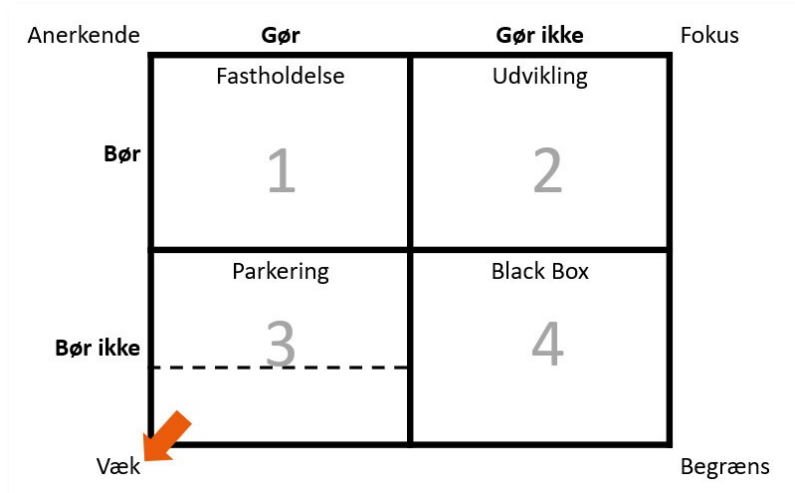 Anerkende Gør Gør ikke Fokus
Fastholdelse Udvikling
Bør
1 2
Parkering Black Box
Bør ikke
3 4
Væk Begræns